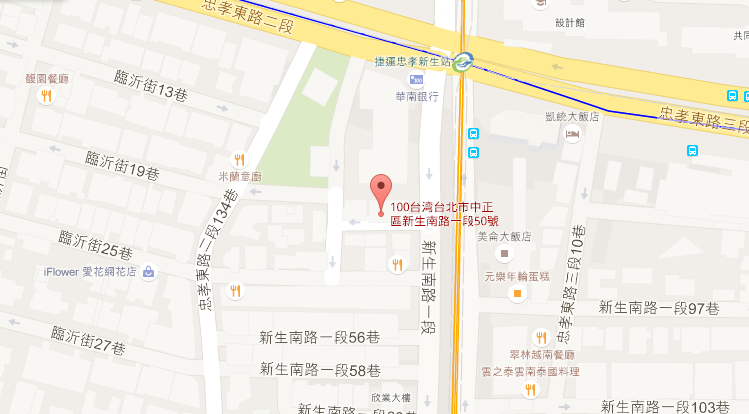 忠孝東路二段
設計館
共同
捷運忠孝新生站
馥園餐廳
臨沂街13巷
華南銀行
凱統大飯店
忠孝東路三段
臨沂街19巷
米蘭意廚
100台湾台北市中正
區新生南路一段50號
忠孝東路二段134巷
臨沂街25巷
iFlower 愛花網花店
新生南路一段
美侖大飯店
元樂年輪蛋糕
忠孝東路三段10巷
新生南路一段97巷
臨沂街27巷
新生南路一段56巷
翠林越南餐廳
新生南路一段58巷
雲之泰雲南泰國料理
欣業大樓
新生南路一段103巷